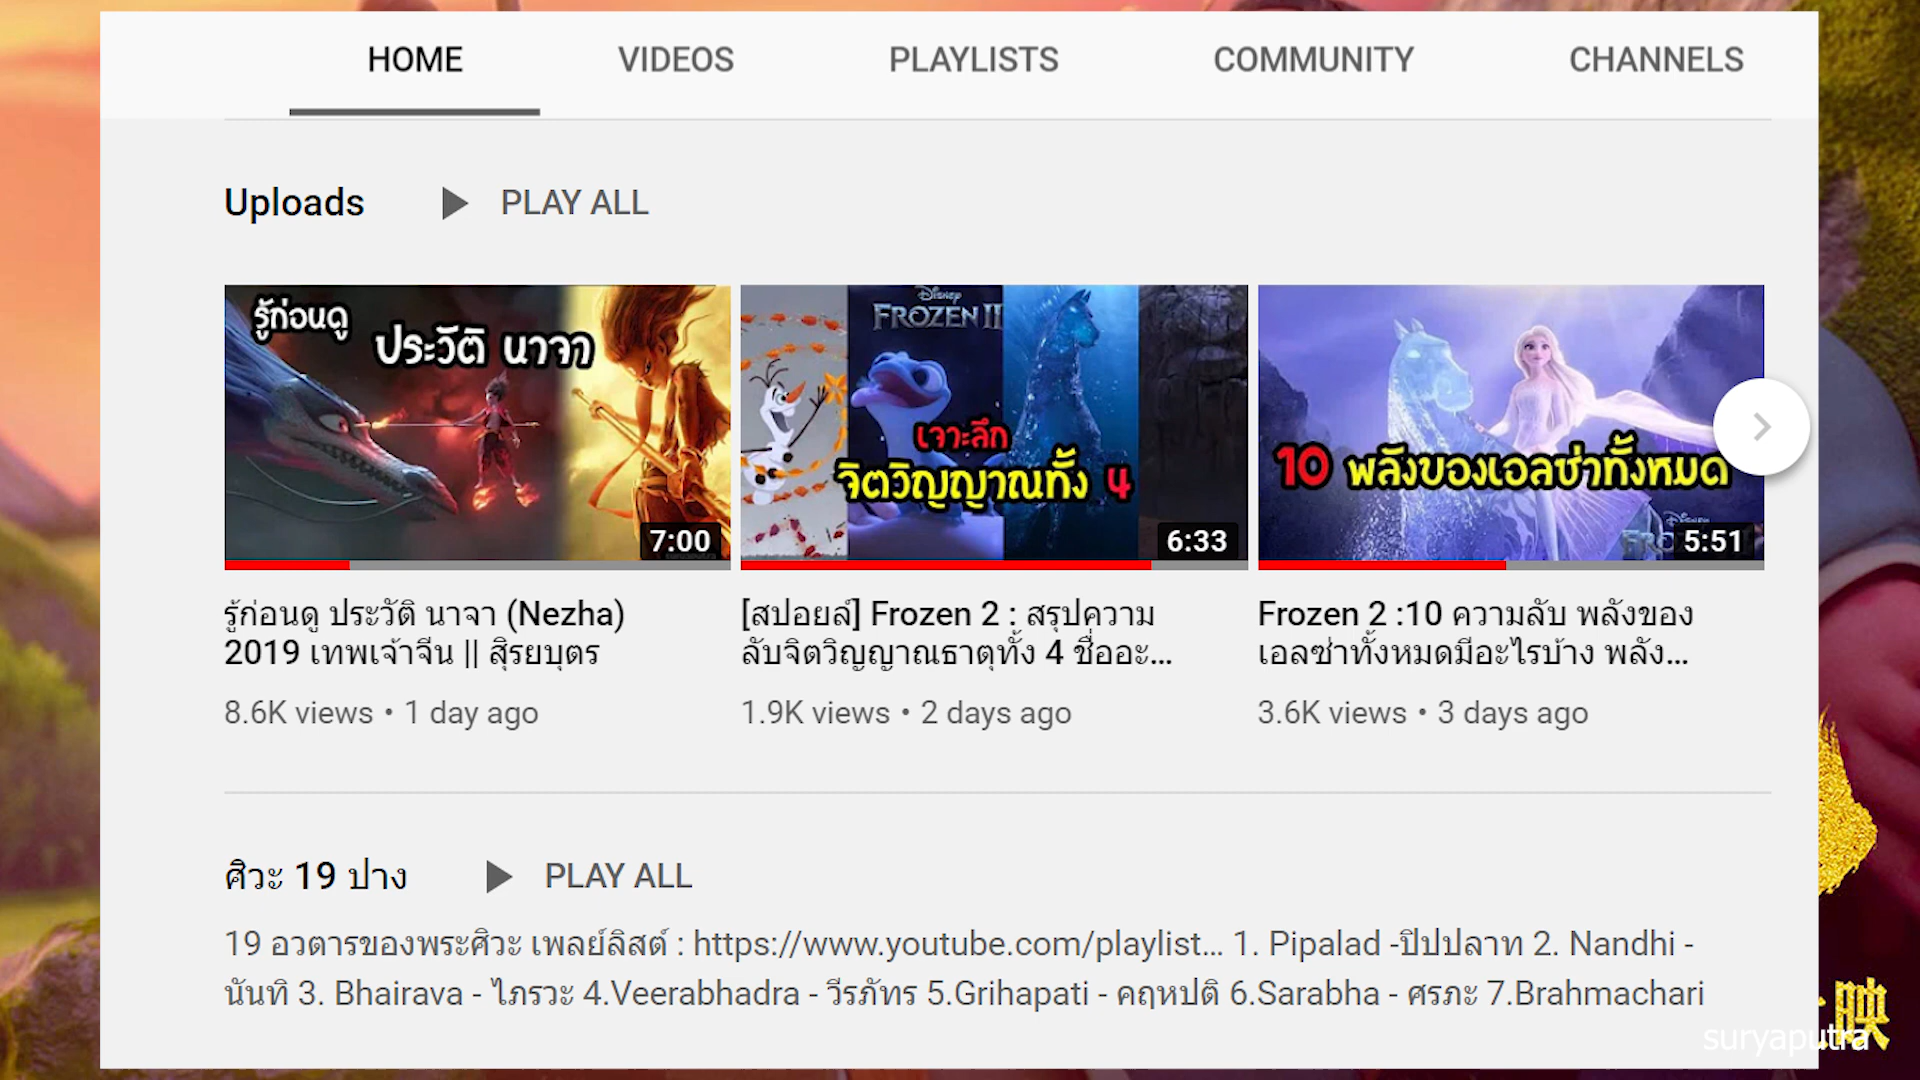 HOME VIDEOS PLAYLISTS COMMUNITY CHANNELS
Uploads PLAY ALL
รู้ก่อนดู
ประวัติ นาจา
7:00
Disney
FROZEN II
เจาะลึก
จิตวิญญาณทั้ง 4
6:33
10 พลังของเอลซ่าทั้งหมด
5:51
รู้ก่อนดู ประวัติ นาจา (Nezha)
2019 เทพเจ้าจีน || สุริยบุตร
8.6K views • 1 day ago
[สปอยล์] Frozen 2 : สรุปความ
ลับจิตวิญญาณธาตุทั้ง 4 ชื่ออะ...
1.9K views • 2 days ago
Frozen 2 :10 ความลับ พลังของ
เอลซ่าทั้งหมดมีอะไรบ้าง พลัง...
3.6K views • 3 days ago
ศิวะ 19 ปาง PLAY ALL
19 อวตารของพระศิวะ เพลย์ลิสต์ : https://www.youtube.com/playlist... 1. Pipalad -ปิปปลาท 2. Nandhi -
นันทิ 3. Bhairava - ไภรวะ 4.Veerabhadra - วีรภัทร 5.Grihapati - คฤหปติ 6.Sarabha - ศรภะ 7.Brahmachari
映
suryaputra